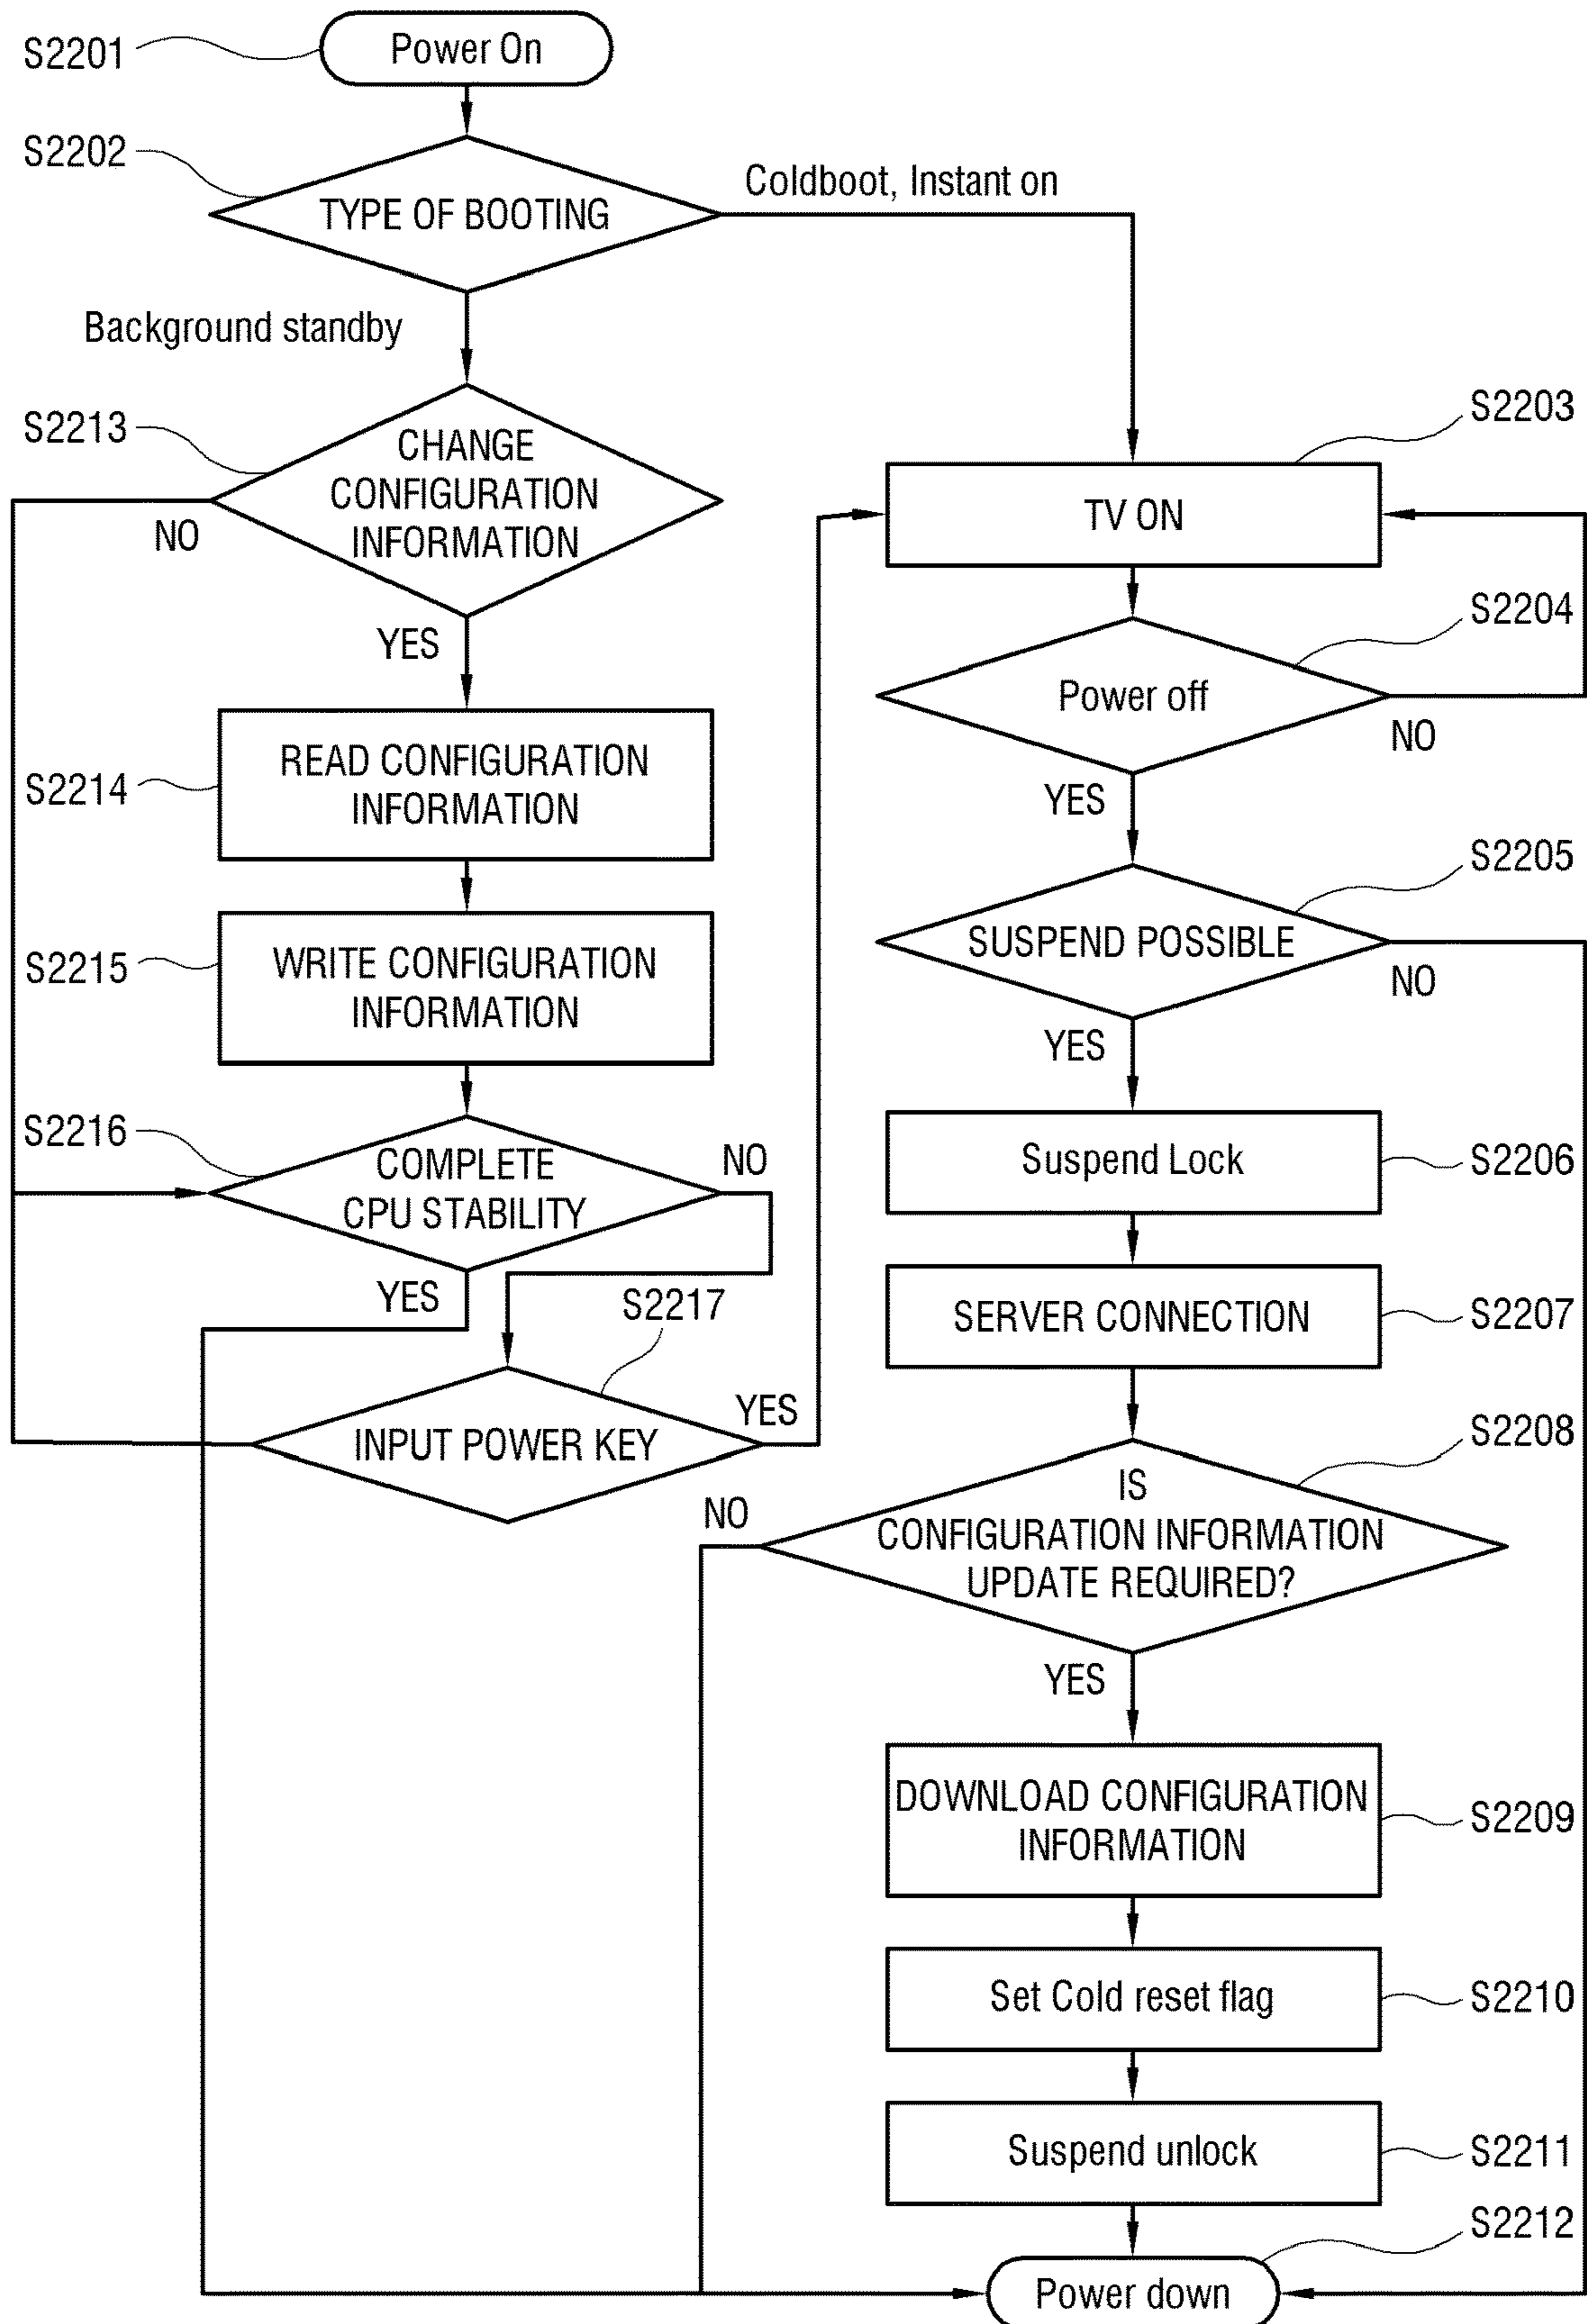 S2201
Power On
S2202
TYPE OF BOOTING
Coldboot, Instant on
Background standby
S2213
CHANGE
CONFIGURATION
INFORMATION
NO
YES
S2214
READ CONFIGURATION
INFORMATION
S2215
WRITE CONFIGURATION
INFORMATION
S2216
COMPLETE
CPU STABILITY
NO
YES
S2217
INPUT POWER KEY
YES
S2203
TV ON
S2204
Power off
NO
YES
S2205
SUSPEND POSSIBLE
NO
YES
Suspend Lock
S2206
SERVER CONNECTION
S2207
S2208
IS
CONFIGURATION INFORMATION
UPDATE REQUIRED?
NO
YES
DOWNLOAD CONFIGURATION
INFORMATION
S2209
Set Cold reset flag
S2210
Suspend unlock
S2211
S2212
Power down